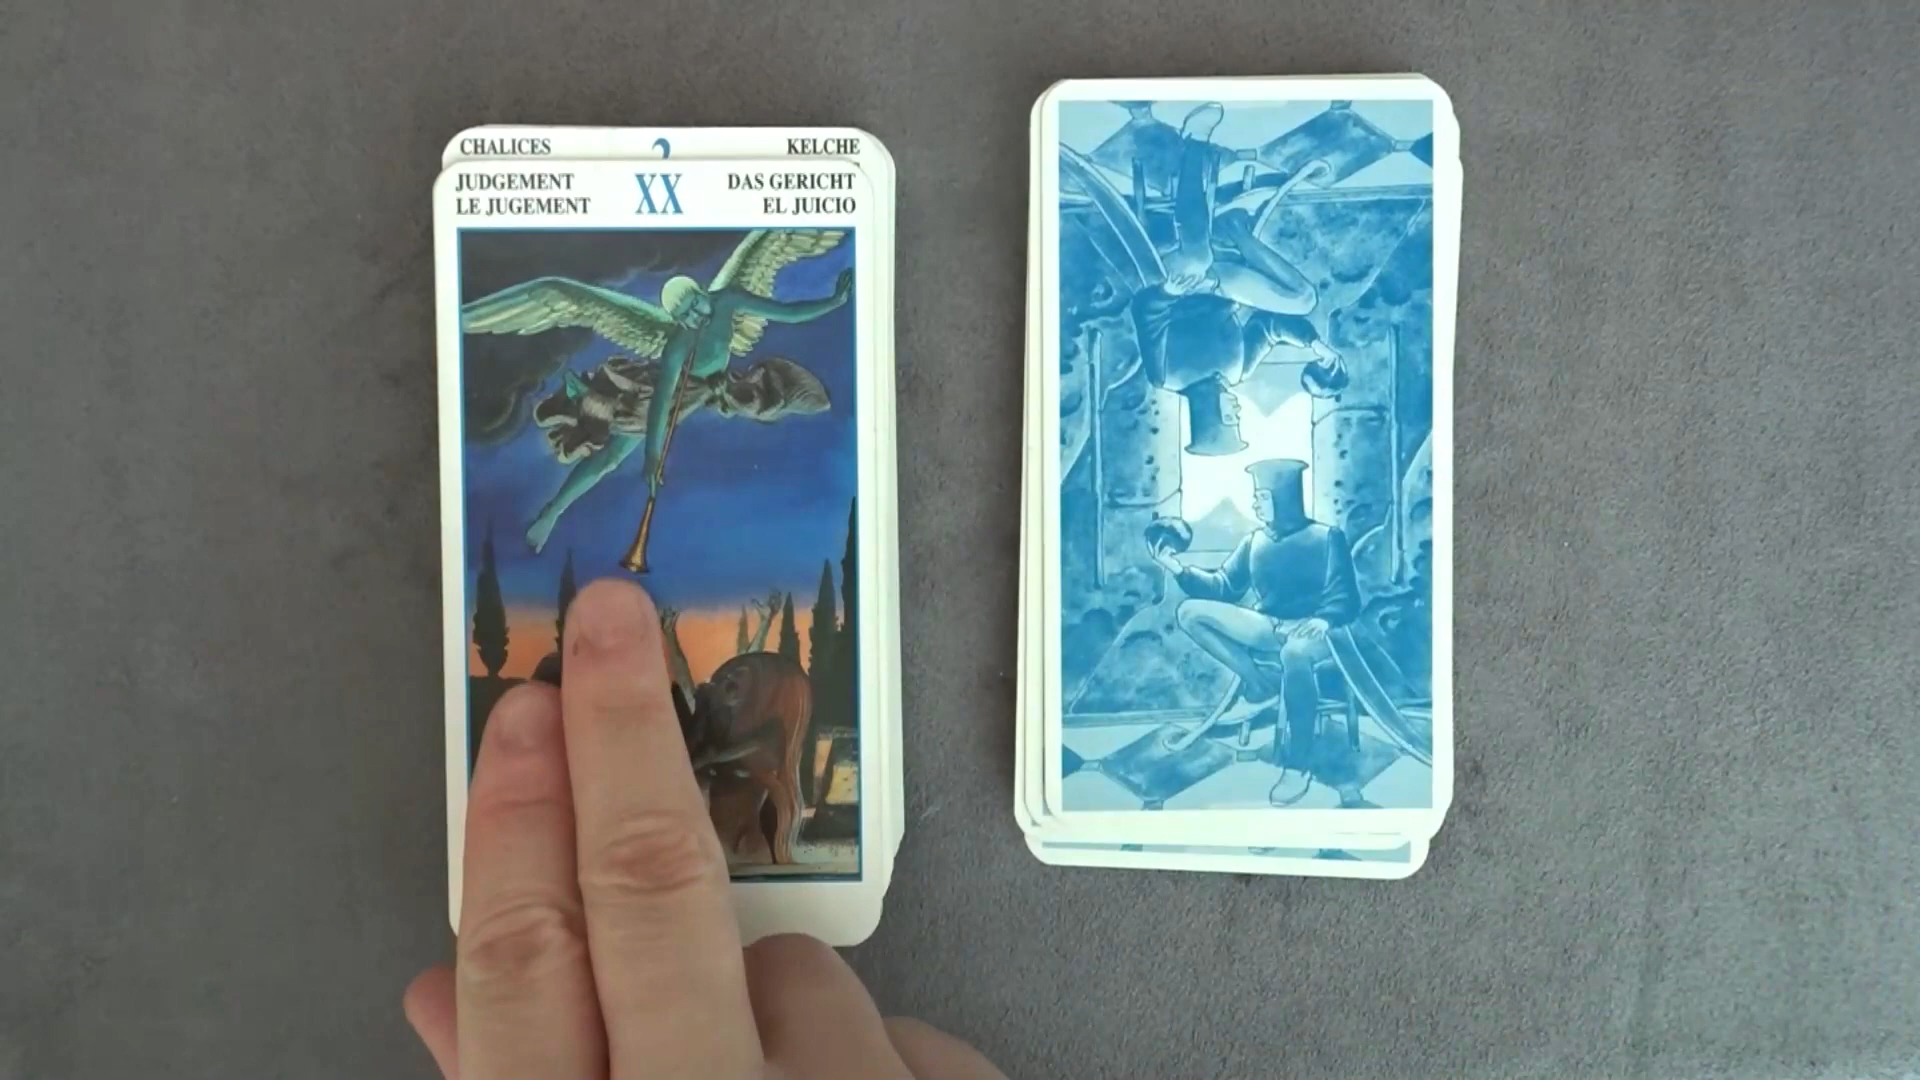 CHALICES KELCHE
JUDGEMENT XX DAS GERICHT
LE JUGEMENT EL JUICIO